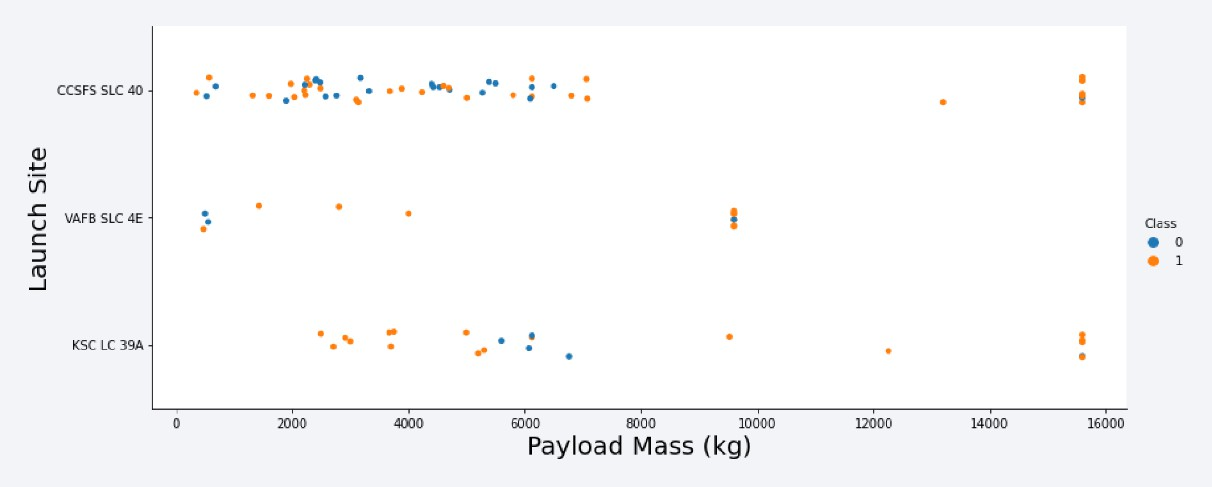 Launch Site
CCSFS SLC 40
VAFB SLC 4E
KSC LC 39A
Class
0
1
0 2000 4000 6000 8000 10000 12000 14000 16000
Payload Mass (kg)